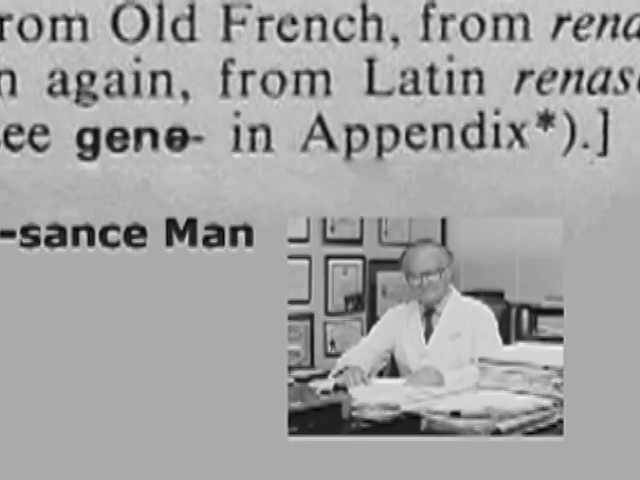 rom Old French, from rena
n again, from Latin renas
ee gene- in Appendix*).]
-sance Man